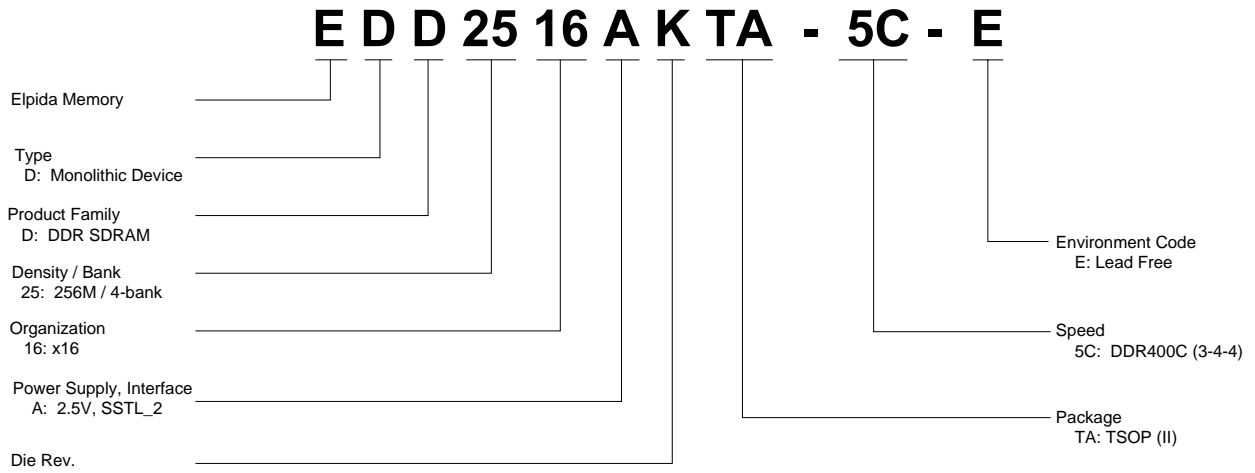 E D D 25 16 A K TA - 5C - E
Elpida Memory
Type
D: Monolithic Device
Product Family
D: DDR SDRAM
Density / Bank
25: 256M / 4-bank
Organization
16: x16
Power Supply, Interface
A: 2.5V, SSTL_2
Die Rev.
Environment Code
E: Lead Free
Speed
5C: DDR400C (3-4-4)
Package
TA: TSOP (II)